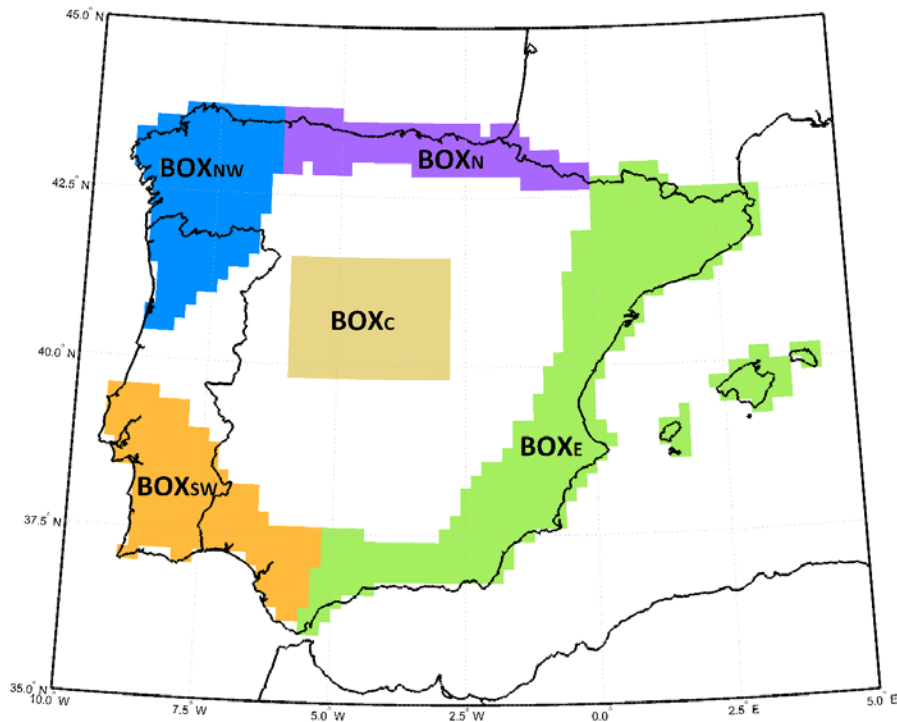 45.0° N
BOXNW
BOXN
42.5° N
BOXC
40.0° N
BOXE
BOXSW
37.5° N
35.0° N
10.0° W
7.5° W
5.0° W
2.5° W
0.0°
2.5° E
5.0° E